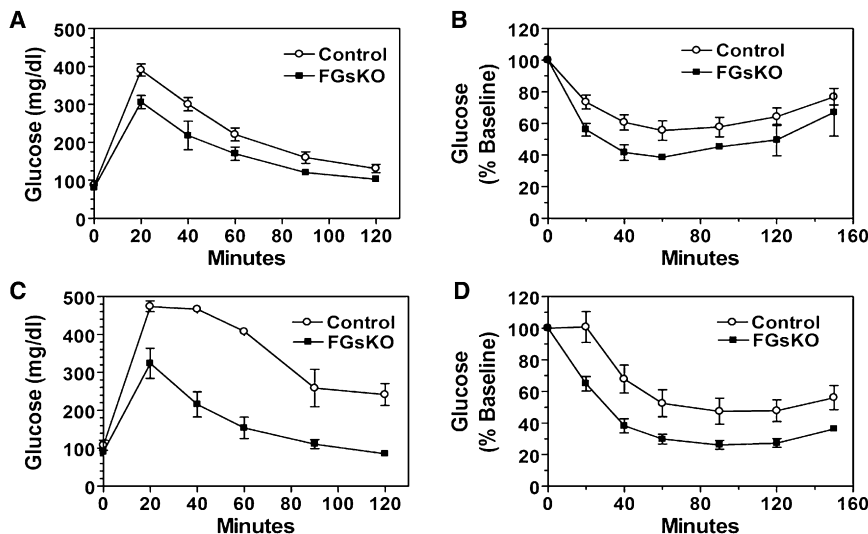 A
Glucose (mg/dl)
500
400
300
200
100
0
Control
FGsKO
0 20 40 60 80 100 120
Minutes
B
Glucose
(% Baseline)
120
100
80
60
40
20
0
Control
FGsKO
0 40 80 120 160
Minutes
C
Glucose (mg/dl)
500
400
300
200
100
0
Control
FGsKO
0 20 40 60 80 100 120
Minutes
D
Glucose
(% Baseline)
120
100
80
60
40
20
0
Control
FGsKO
0 40 80 120 160
Minutes